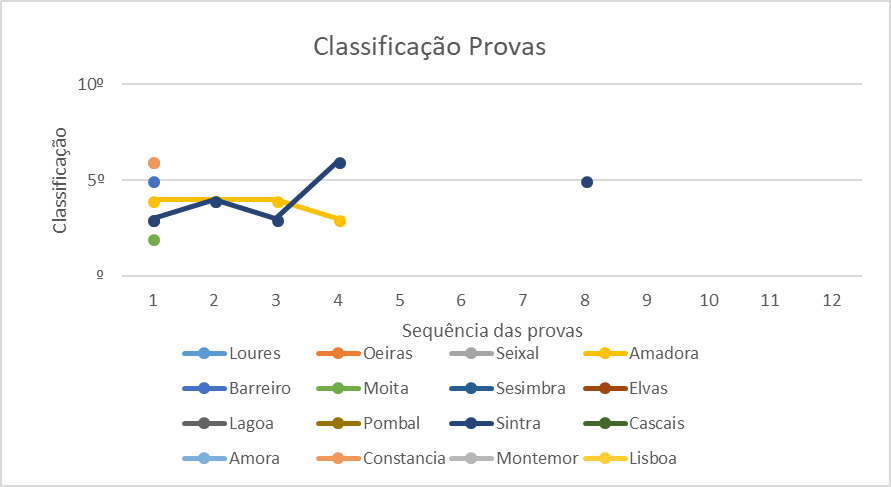 Classificação Provas
10º
5º
º
Classificação
1 2 3 4 5 6 7 8 9 10 11 12
Sequência das provas
Loures Oeiras Seixal Amadora
Barreiro Moita Sesimbra Elvas
Lagoa Pombal Sintra Cascais
Amora Constancia Montemor Lisboa